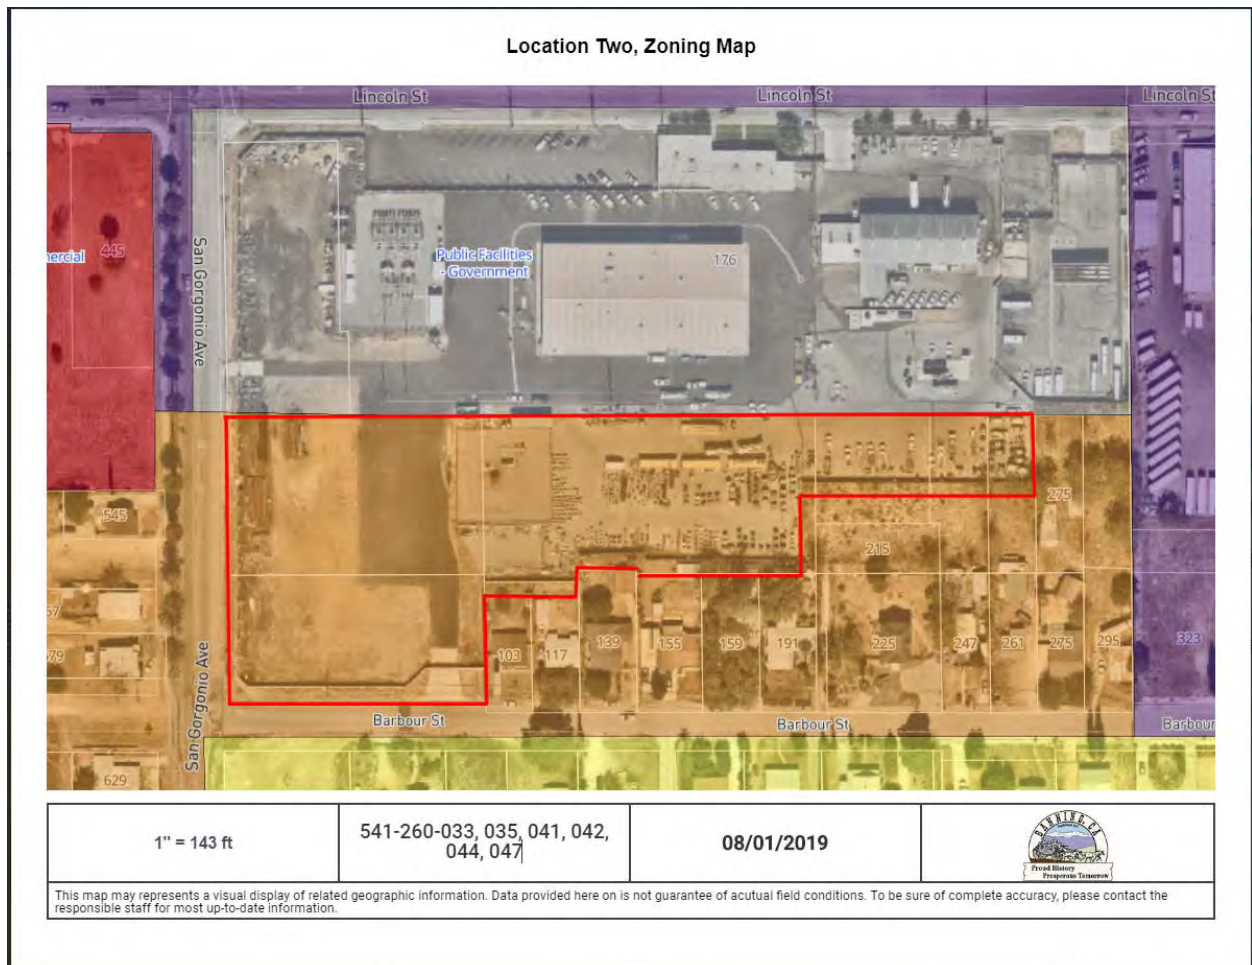 Location Two, Zoning Map
Lincoln St
Lincoln St
Lincoln St
445
mercial
San Gorgonio Ave
Public Facilities
- Government
176
545
275
215
57
579
103
117
139
155
159
191
225
247
261
275
295
323
San Gorgonio Ave
Barbour St
Barbour St
Barbour
629
1" = 143 ft
541-260-033, 035, 041, 042,
044, 047
08/01/2019
BANNING, CA
Proud History
Prosperous Tomorrow
This map may represents a visual display of related geographic information. Data provided here on is not guarantee of acutual field conditions. To be sure of complete accuracy, please contact the
responsible staff for most up-to-date information.